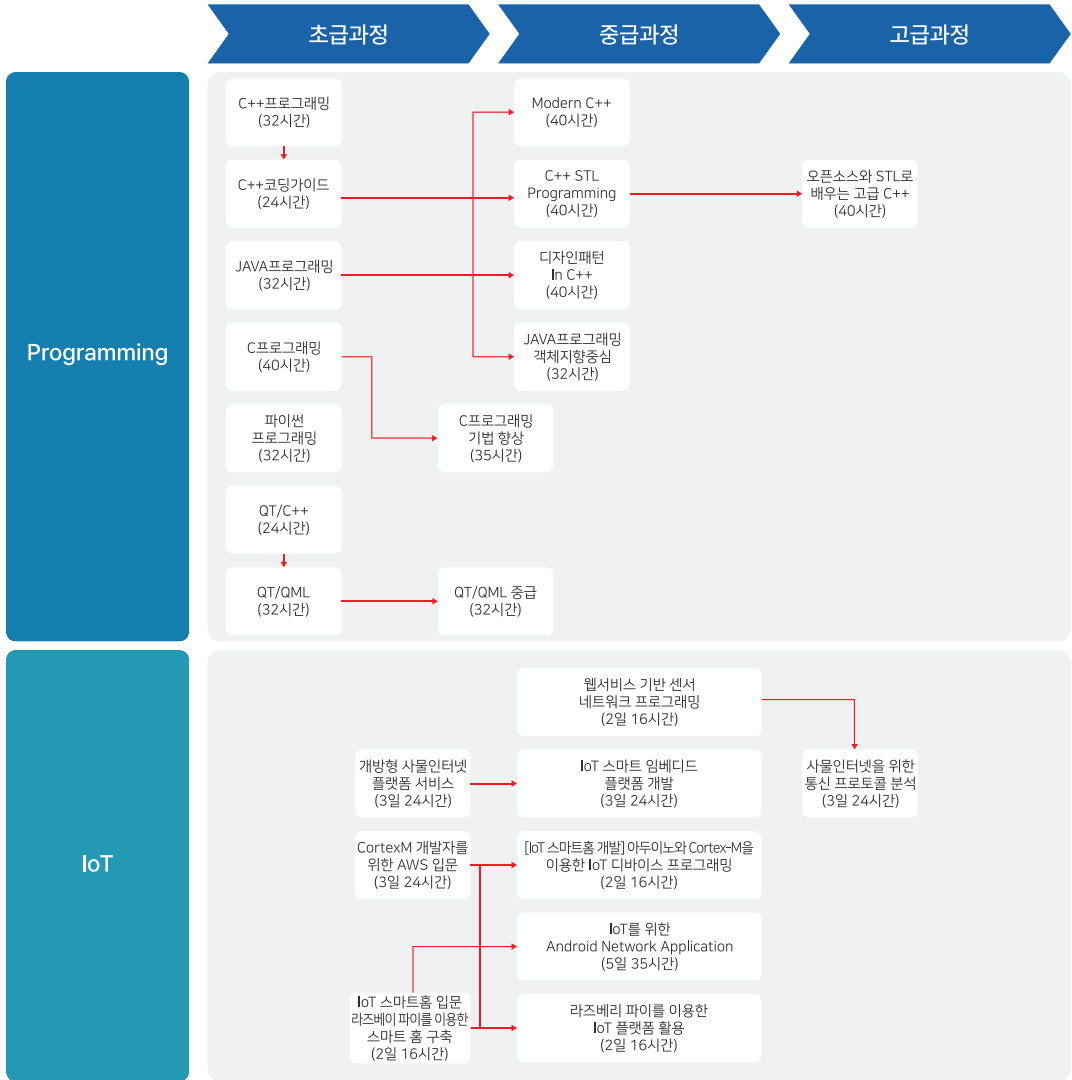 초급과정
중급과정
고급과정
Programming
C++프로그래밍
(32시간)
Modern C++
(40시간)
C++코딩가이드
(24시간)
C++ STL
Programming
(40시간)
오픈소스와 STL로
배우는 고급 C++
(40시간)
JAVA프로그래밍
(32시간)
디자인패턴
In C++
(40시간)
C프로그래밍
(40시간)
JAVA프로그래밍
객체지향중심
(32시간)
파이썬
프로그래밍
(32시간)
C프로그래밍
기법 향상
(35시간)
QT/C++
(24시간)
QT/QML
(32시간)
QT/QML 중급
(32시간)
IoT
웹서비스 기반 센서
네트워크 프로그래밍
(2일 16시간)
개방형 사물인터넷
플랫폼 서비스
(3일 24시간)
IoT 스마트 임베디드
플랫폼 개발
(3일 24시간)
사물인터넷을 위한
통신 프로토콜 분석
(3일 24시간)
CortexM 개발자를
위한 AWS 입문
(3일 24시간)
[IoT 스마트홈 개발] 아두이노와 Cortex-M을
이용한 IoT 디바이스 프로그래밍
(2일 16시간)
IoT를 위한
Android Network Application
(5일 35시간)
IoT 스마트홈 입문
라즈베이 파이를 이용한
스마트 홈 구축
(2일 16시간)
라즈베리 파이를 이용한
IoT 플랫폼 활용
(2일 16시간)